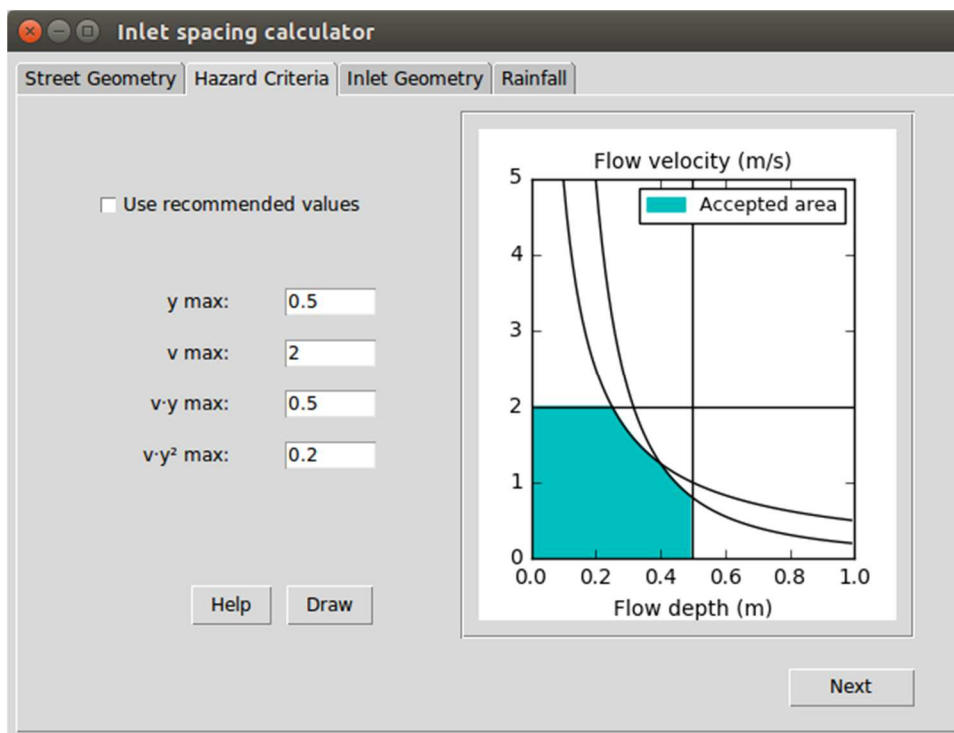 Inlet spacing calculator
Street Geometry
Hazard Criteria
Inlet Geometry
Rainfall
Use recommended values
y max:
0.5
v max:
2
v·y max:
0.5
v·y² max:
0.2
Help
Draw
Flow velocity (m/s)
Accepted area
5
4
3
2
1
0
0.0
0.2
0.4
0.6
0.8
1.0
Flow depth (m)
Next